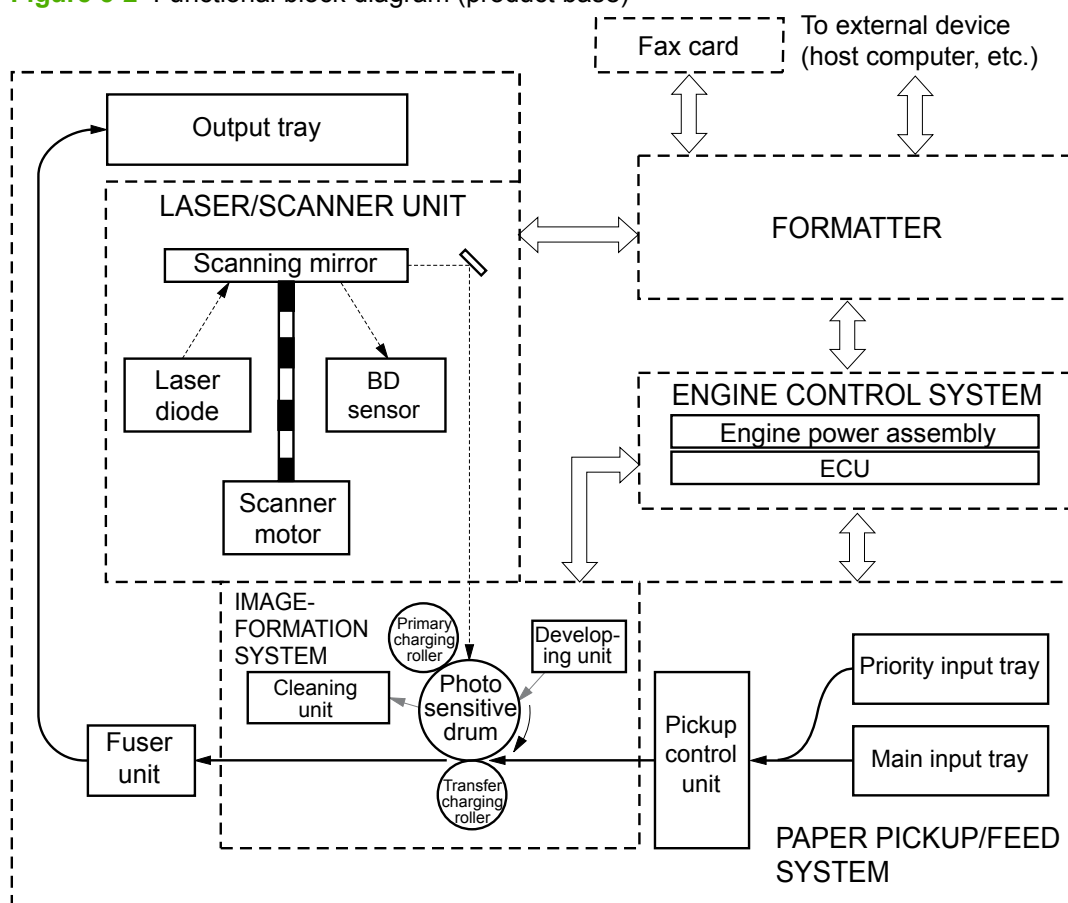 Functional block diagram (product base)
Fax card
To external device
(host computer, etc.)
Output tray
LASER/SCANNER UNIT
FORMATTER
Scanning mirror
Laser
diode
BD
sensor
ENGINE CONTROL SYSTEM
Engine power assembly
ECU
Scanner
motor
IMAGE-
FORMATION
SYSTEM
Primary
charging
roller
Develop-
ing unit
Cleaning
unit
Photo
sensitive
drum
Priority input tray
Pickup
control
unit
Main input tray
Fuser
unit
Transfer
charging
roller
PAPER PICKUP/FEED
SYSTEM